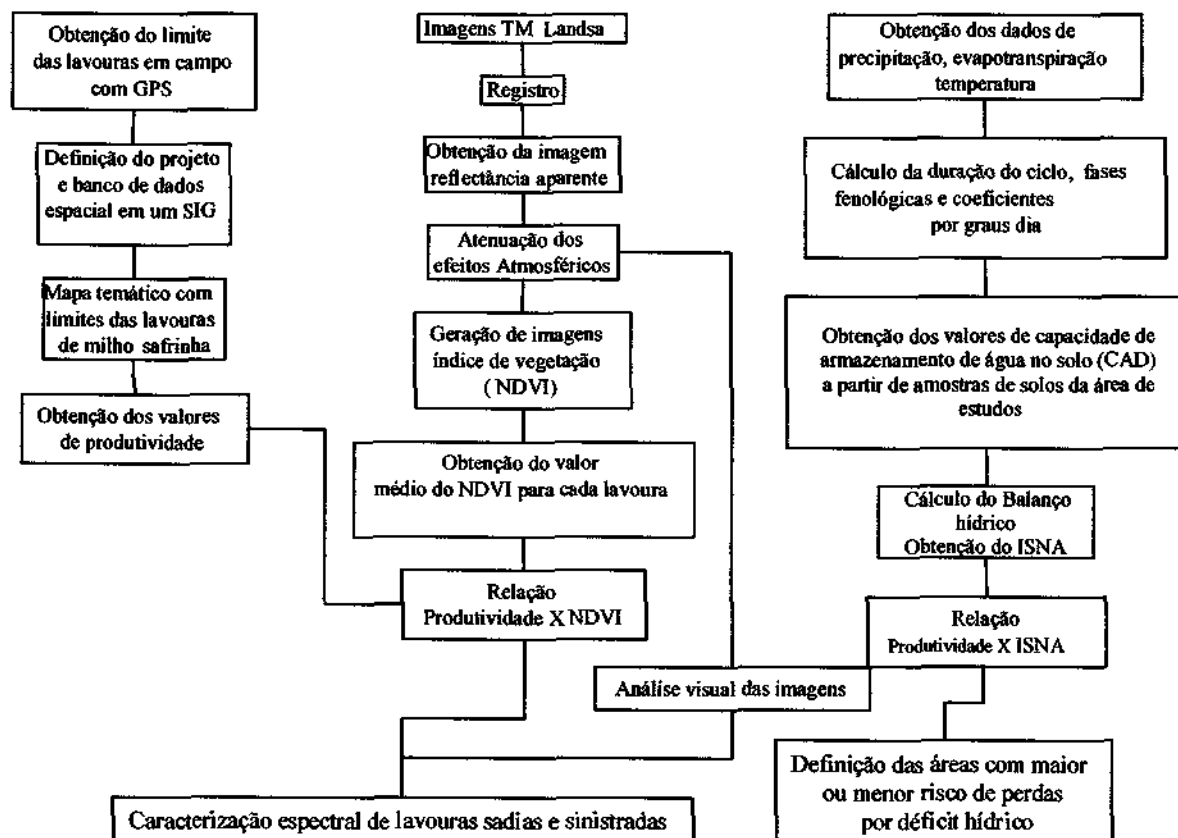 Obtenção do limite
das lavouras em campo
com GPS
Definição do projeto
e banco de dados
espacial em um SIG
Mapa temático com
limites das lavouras
de milho safrinha
Obtenção dos valores
de produtividade
Imagens TM Landsa
Registro
Obtenção da imagem
reflectância aparente
Atenuação dos
efeitos Atmosféricos
Geração de imagens
índice de vegetação
( NDVI)
Obtenção do valor
médio do NDVI para cada lavoura
Relação
Produtividade X NDVI
Obtenção dos dados de
precipitação, evapotranspiração
temperatura
Cálculo da duração do ciclo, fases
fenológicas e coeficientes
por graus dia
Obtenção dos valores de capacidade de
armazenamento de água no solo (CAD)
a partir de amostras de solos da área de
estudos
Cálculo do Balanço
hídrico
Obtenção do ISNA
Relação
Produtividade X ISNA
Análise visual das imagens
Definição das áreas com maior
ou menor risco de perdas
por déficit hídrico
Caracterização espectral de lavouras sadias e sinistradas